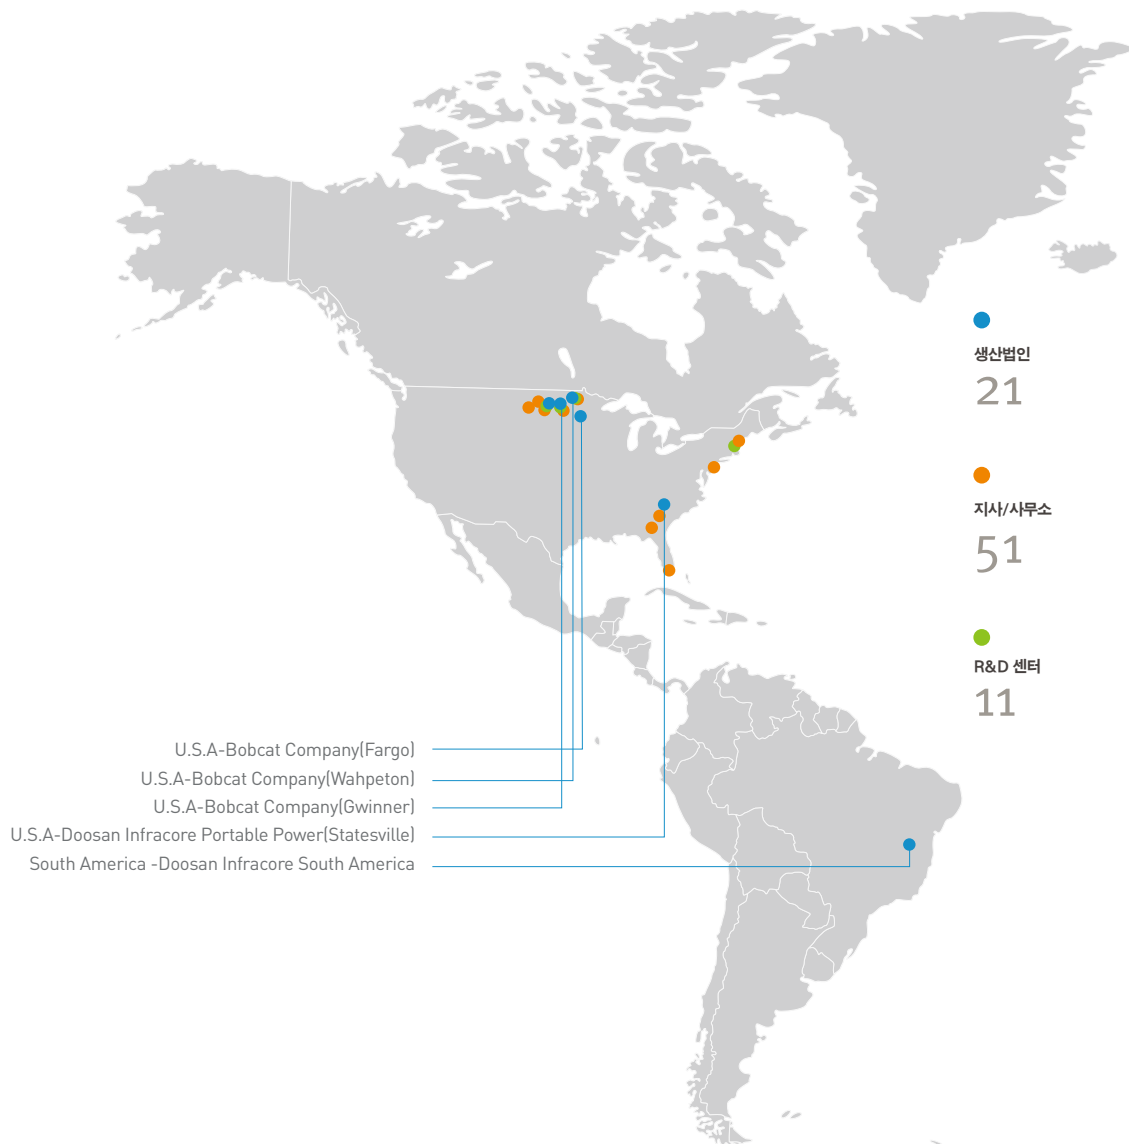 생산법인
21
지사/사무소
51
R&D 센터
11
U.S.A-Bobcat Company(Fargo)
U.S.A-Bobcat Company(Wahpeton)
U.S.A-Bobcat Company(Gwinner)
U.S.A-Doosan Infracore Portable Power(Statesville)
South America -Doosan Infracore South America